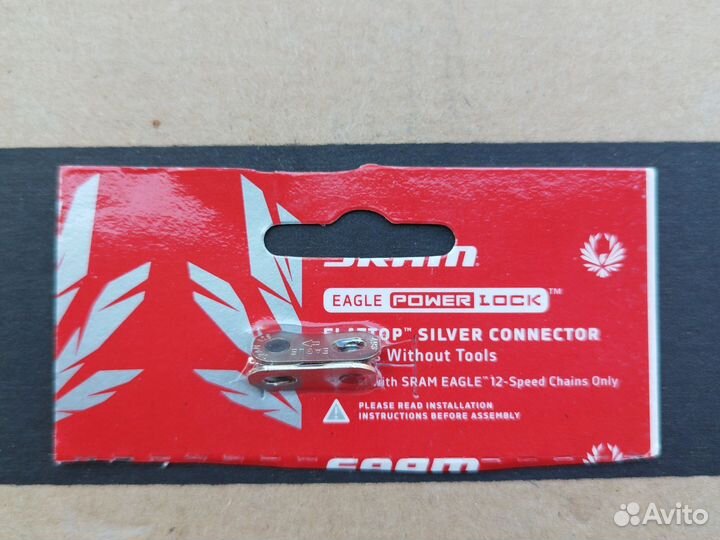 SRAM
EAGLE POWER LOCK™
FLATTOP™ SILVER CONNECTOR
Without Tools
with SRAM EAGLE™ 12-Speed Chains Only
PLEASE READ INSTALLATION
INSTRUCTIONS BEFORE ASSEMBLY
SRAM
Avito